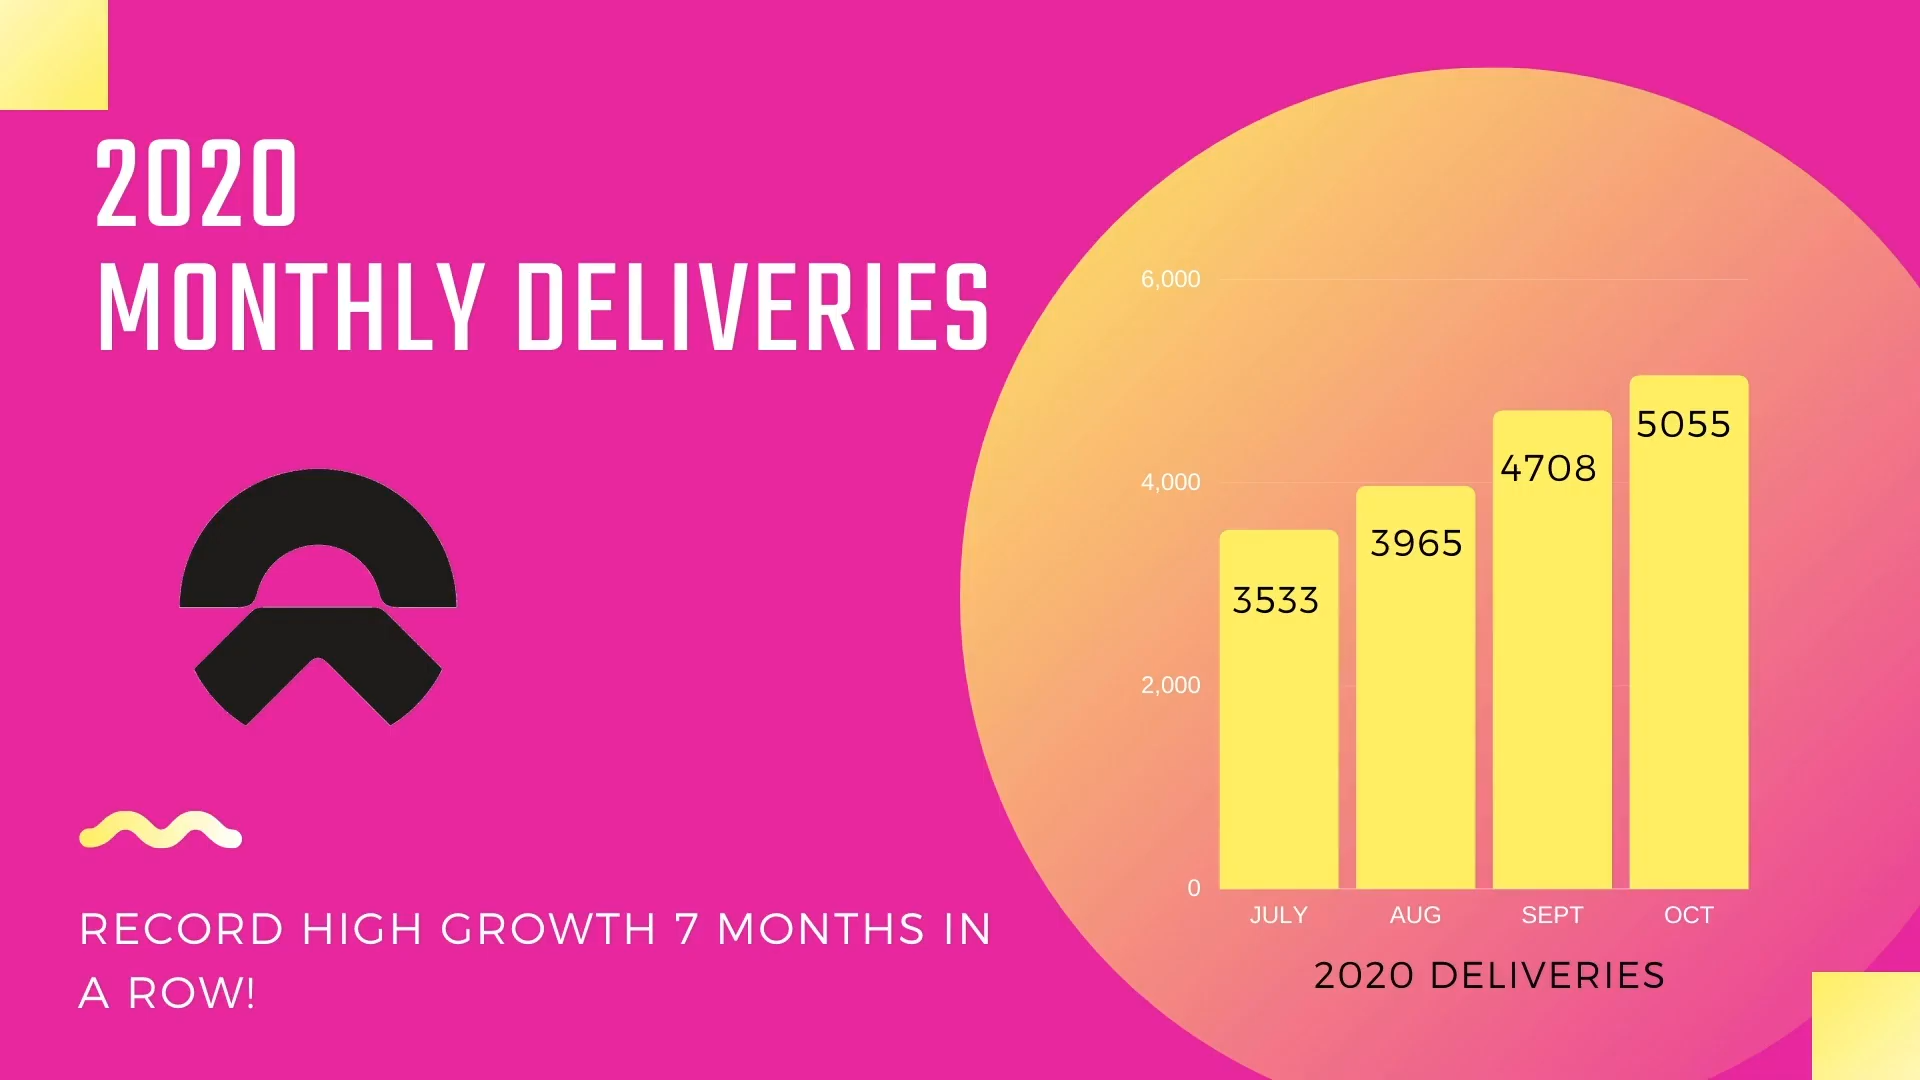 2020
MONTHLY DELIVERIES
RECORD HIGH GROWTH 7 MONTHS IN
A ROW!
6,000
4,000
2,000
0
3533
3965
4708
5055
JULY AUG SEPT OCT
2020 DELIVERIES